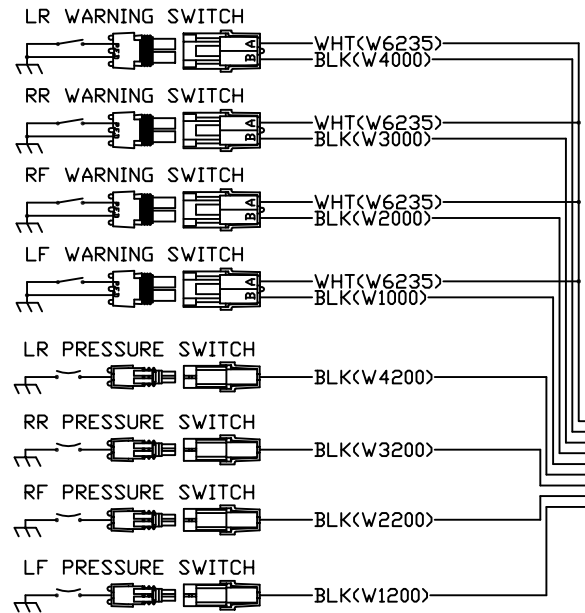 LR WARNING SWITCH
WHT(W6235)
A
B
BLK(W4000)
RR WARNING SWITCH
WHT(W6235)
A
B
BLK(W3000)
RF WARNING SWITCH
WHT(W6235)
A
B
BLK(W2000)
LF WARNING SWITCH
WHT(W6235)
A
B
BLK(W1000)
LR PRESSURE SWITCH
BLK(W4200)
RR PRESSURE SWITCH
BLK(W3200)
RF PRESSURE SWITCH
BLK(W2200)
LF PRESSURE SWITCH
BLK(W1200)